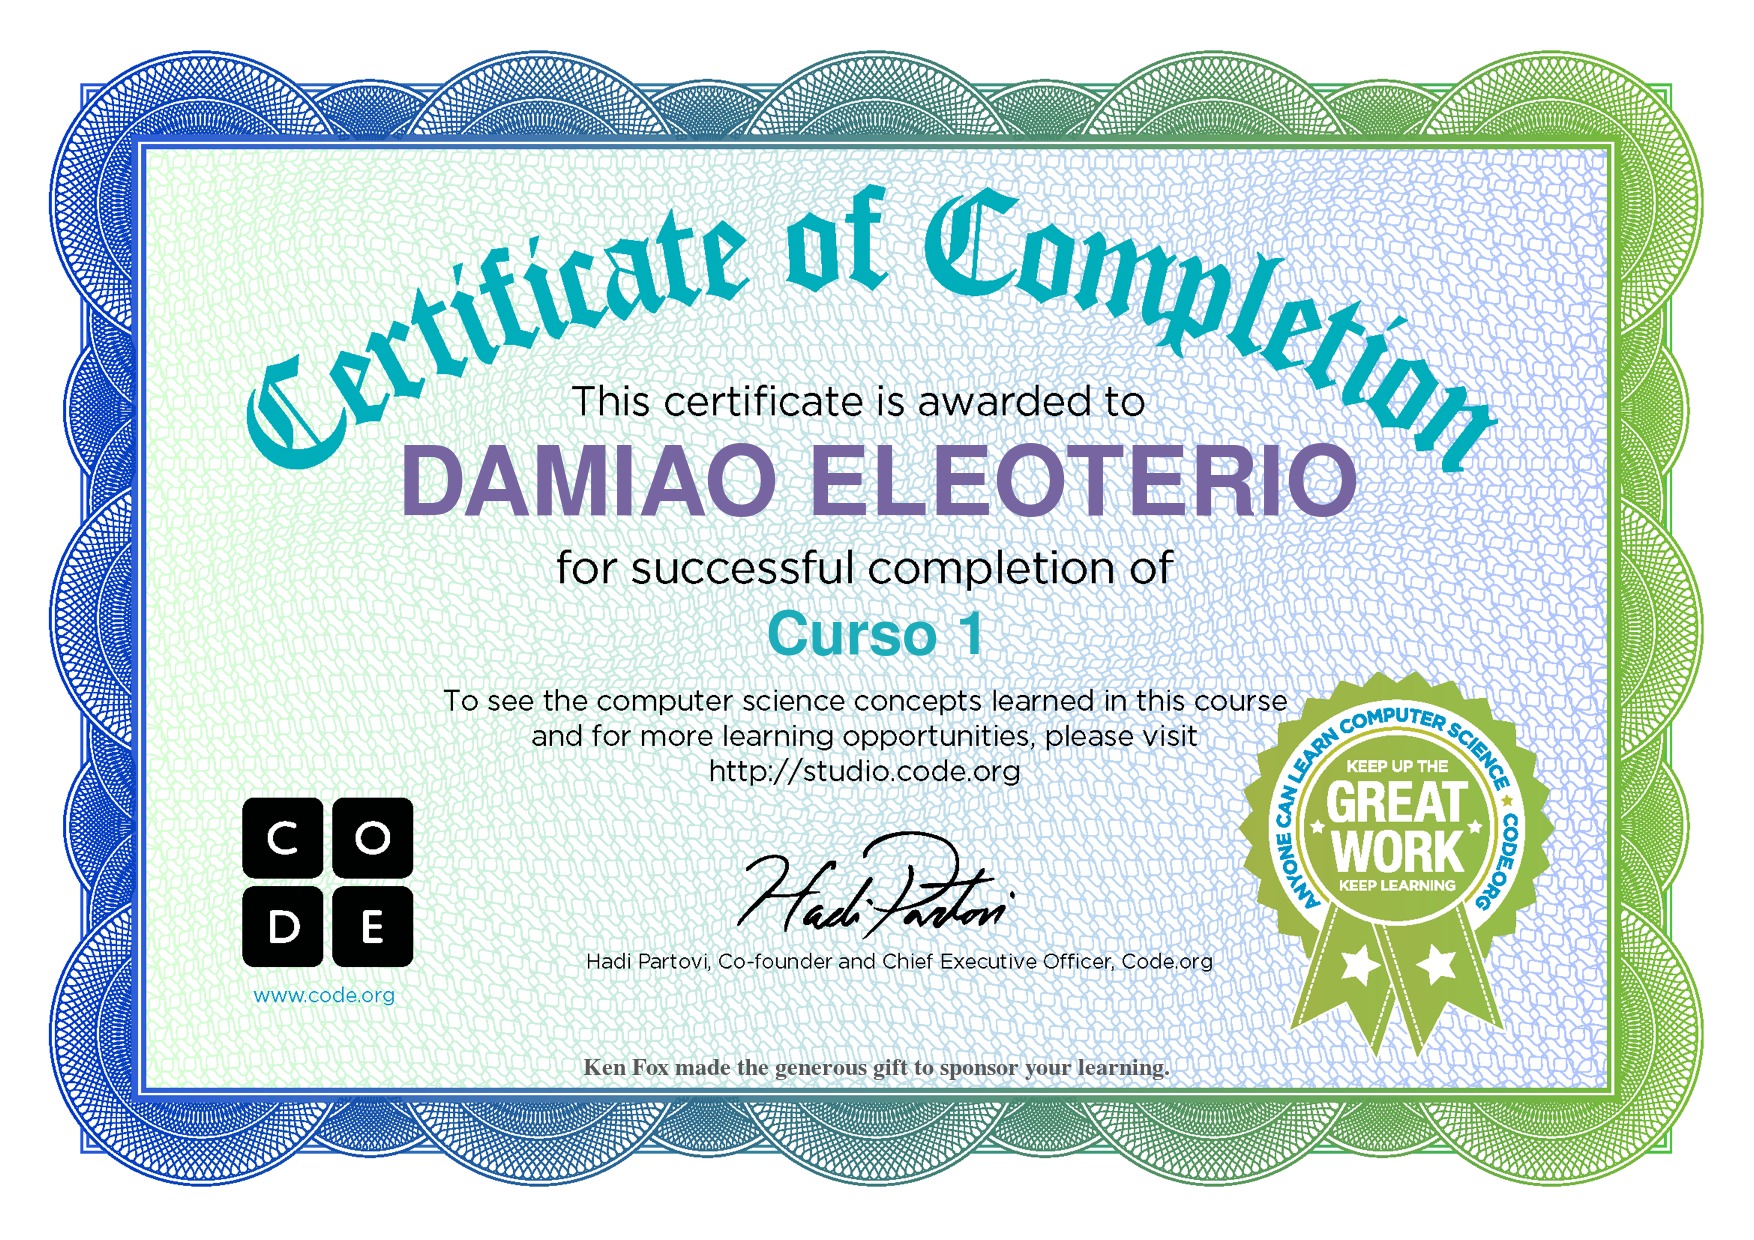 Certificate of Completion
This certificate is awarded to
DAMIAO ELEOTERIO
for successful completion of
Curso 1
To see the computer science concepts learned in this course
and for more learning opportunities, please visit
http://studio.code.org
C O
D E
www.code.org
Hadi Partovi
Hadi Partovi, Co-founder and Chief Executive Officer, Code.org
ANYONE CAN LEARN COMPUTER SCIENCE ★ CODE.ORG
KEEP UP THE
GREAT
WORK
KEEP LEARNING
Ken Fox made the generous gift to sponsor your learning.